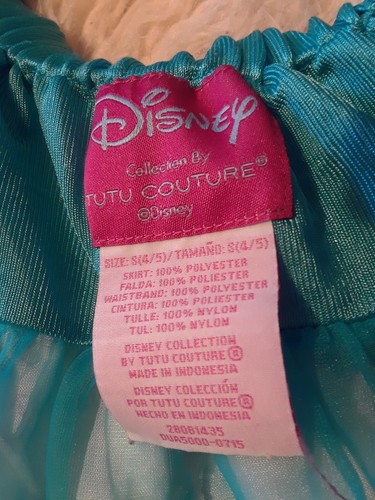 Disney
Collection By
TUTU COUTURE®
©Disney
SIZE: S(4/5)/TAMAÑO: S(4/5)
SKIRT: 100% POLYESTER
FALDA: 100% POLIESTER
WAISTBAND: 100% POLYESTER
CINTURA: 100% POLIESTER
TULLE: 100% NYLON
TUL: 100% NYLON
DISNEY COLLECTION
BY TUTU COUTURE®
MADE IN INDONESIA
DISNEY COLECCIÓN
POR TUTU COUTURE®
HECHO EN INDONESIA
28081435
DUA5000-0715